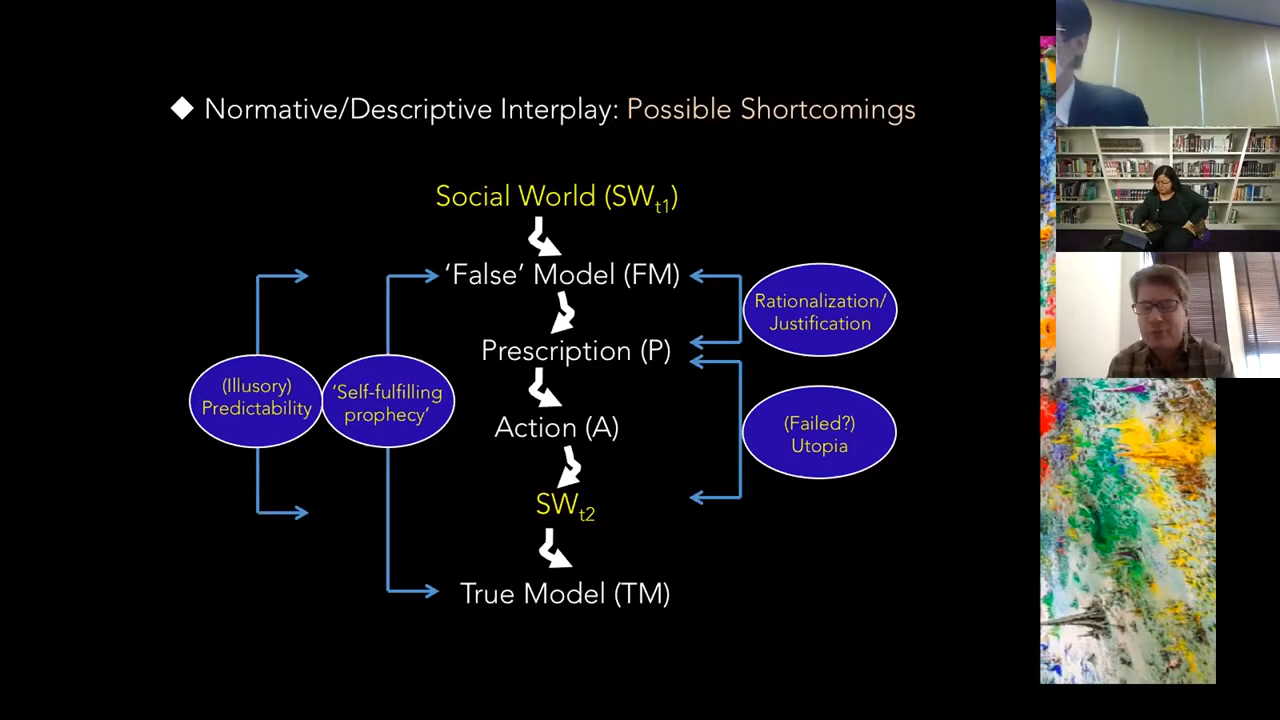 ◆ Normative/Descriptive Interplay: Possible Shortcomings
Social World (SWt1)
'False' Model (FM)
Rationalization/
Justification
Prescription (P)
(Illusory)
Predictability
'Self-fulfilling
prophecy'
Action (A)
(Failed?)
Utopia
SWt2
True Model (TM)